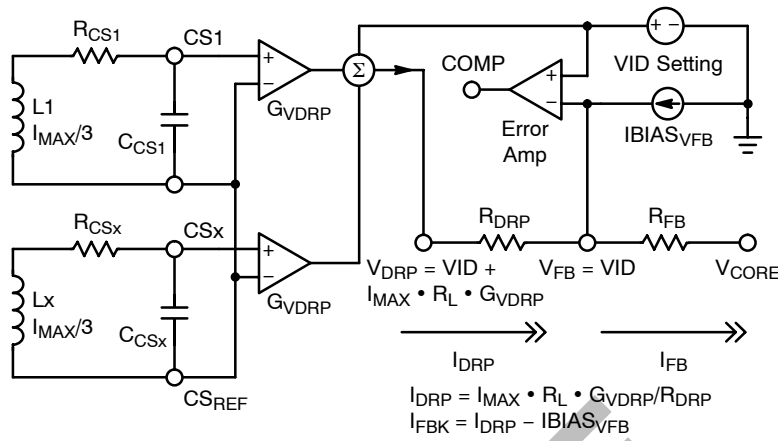 RCS1
CS1
+
−
GVDRP
L1
IMAX/3
CCS1
Σ
COMP
+
−
Error
Amp
+ −
VID Setting
IBIASVFB
RCSx
CSx
+
−
GVDRP
Lx
IMAX/3
CCSx
CSREF
RDRP
RFB
VDRP = VID +
IMAX • RL • GVDRP
VFB = VID
VCORE
IDRP
IFB
IDRP = IMAX • RL • GVDRP/RDRP
IFBK = IDRP − IBIASVFB